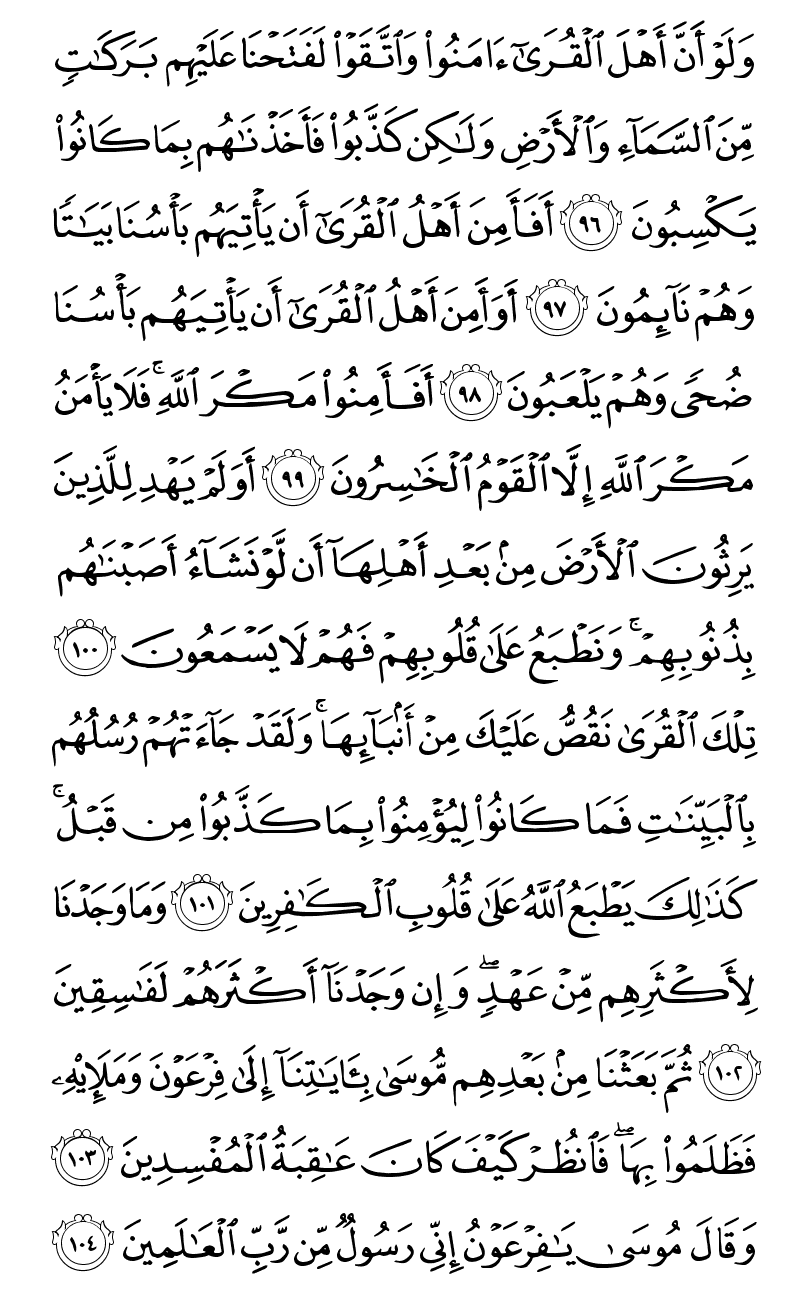 وَلَوۡ أَنَّ أَهۡلَ ٱلۡقُرَىٰٓ ءَامَنُواْ وَٱتَّقَوۡاْ لَفَتَحۡنَا عَلَيۡهِم بَرَكَٰتٖ
مِّنَ ٱلسَّمَآءِ وَٱلۡأَرۡضِ وَلَٰكِن كَذَّبُواْ فَأَخَذۡنَٰهُم بِمَا كَانُواْ
يَكۡسِبُونَ ٩٦ أَفَأَمِنَ أَهۡلُ ٱلۡقُرَىٰٓ أَن يَأۡتِيَهُم بَأۡسُنَا بَيَٰتٗا
وَهُمۡ نَآئِمُونَ ٩٧ أَوَأَمِنَ أَهۡلُ ٱلۡقُرَىٰٓ أَن يَأۡتِيَهُم بَأۡسُنَا
ضُحٗى وَهُمۡ يَلۡعَبُونَ ٩٨ أَفَأَمِنُواْ مَكۡرَ ٱللَّهِۚ فَلَا يَأۡمَنُ
مَكۡرَ ٱللَّهِ إِلَّا ٱلۡقَوۡمُ ٱلۡخَٰسِرُونَ ٩٩ أَوَلَمۡ يَهۡدِ لِلَّذِينَ
يَرِثُونَ ٱلۡأَرۡضَ مِنۢ بَعۡدِ أَهۡلِهَآ أَن لَّوۡ نَشَآءُ أَصَبۡنَٰهُم
بِذُنُوبِهِمۡۚ وَنَطۡبَعُ عَلَىٰ قُلُوبِهِمۡ فَهُمۡ لَا يَسۡمَعُونَ ١٠٠
تِلۡكَ ٱلۡقُرَىٰ نَقُصُّ عَلَيۡكَ مِنۡ أَنۢبَآئِهَاۚ وَلَقَدۡ جَآءَتۡهُمۡ رُسُلُهُم
بِٱلۡبَيِّنَٰتِ فَمَا كَانُواْ لِيُؤۡمِنُواْ بِمَا كَذَّبُواْ مِن قَبۡلُۚ
كَذَٰلِكَ يَطۡبَعُ ٱللَّهُ عَلَىٰ قُلُوبِ ٱلۡكَٰفِرِينَ ١٠١ وَمَا وَجَدۡنَا
لِأَكۡثَرِهِم مِّنۡ عَهۡدٖۖ وَإِن وَجَدۡنَآ أَكۡثَرَهُمۡ لَفَٰسِقِينَ
١٠٢ ثُمَّ بَعَثۡنَا مِنۢ بَعۡدِهِم مُّوسَىٰ بِـَٔايَٰتِنَآ إِلَىٰ فِرۡعَوۡنَ وَمَلَإِيْهِۦ
فَظَلَمُواْ بِهَاۖ فَٱنظُرۡ كَيۡفَ كَانَ عَٰقِبَةُ ٱلۡمُفۡسِدِينَ ١٠٣
وَقَالَ مُوسَىٰ يَٰفِرۡعَوۡنُ إِنِّي رَسُولٞ مِّن رَّبِّ ٱلۡعَٰلَمِينَ ١٠٤